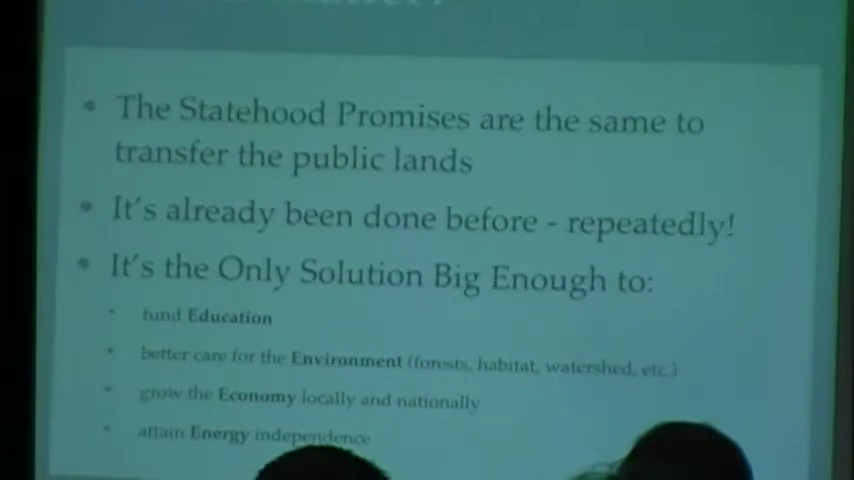 • The Statehood Promises are the same to
transfer the public lands
• It's already been done before - repeatedly!
• It's the Only Solution Big Enough to:
• fund Education
• better care for the Environment (forests, habitat, watershed, etc.)
• grow the Economy locally and nationally
• attain Energy independence